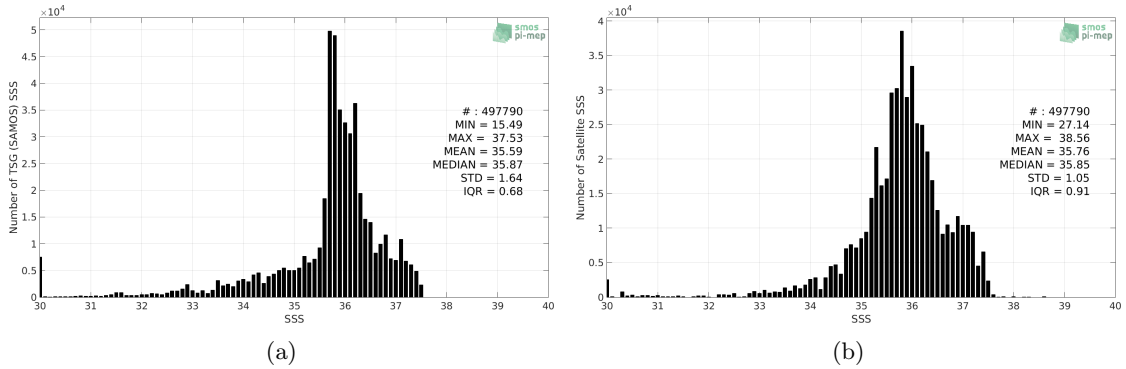 ×10⁴
5
4.5
4
3.5
3
2.5
2
1.5
1
0.5
0
30 31 32 33 34 35 36 37 38 39 40
SSS
Number of TSG (SAMOS) SSS
smos
pi-mep
# : 497790
MIN = 15.49
MAX = 37.53
MEAN = 35.59
MEDIAN = 35.87
STD = 1.64
IQR = 0.68
(a)
×10⁴
4
3.5
3
2.5
2
1.5
1
0.5
0
30 31 32 33 34 35 36 37 38 39 40
SSS
Number of Satellite SSS
smos
pi-mep
# : 497790
MIN = 27.14
MAX = 38.56
MEAN = 35.76
MEDIAN = 35.85
STD = 1.05
IQR = 0.91
(b)